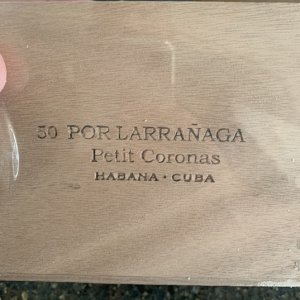 50 POR LARRAÑAGA
Petit Coronas
HABANA · CUBA